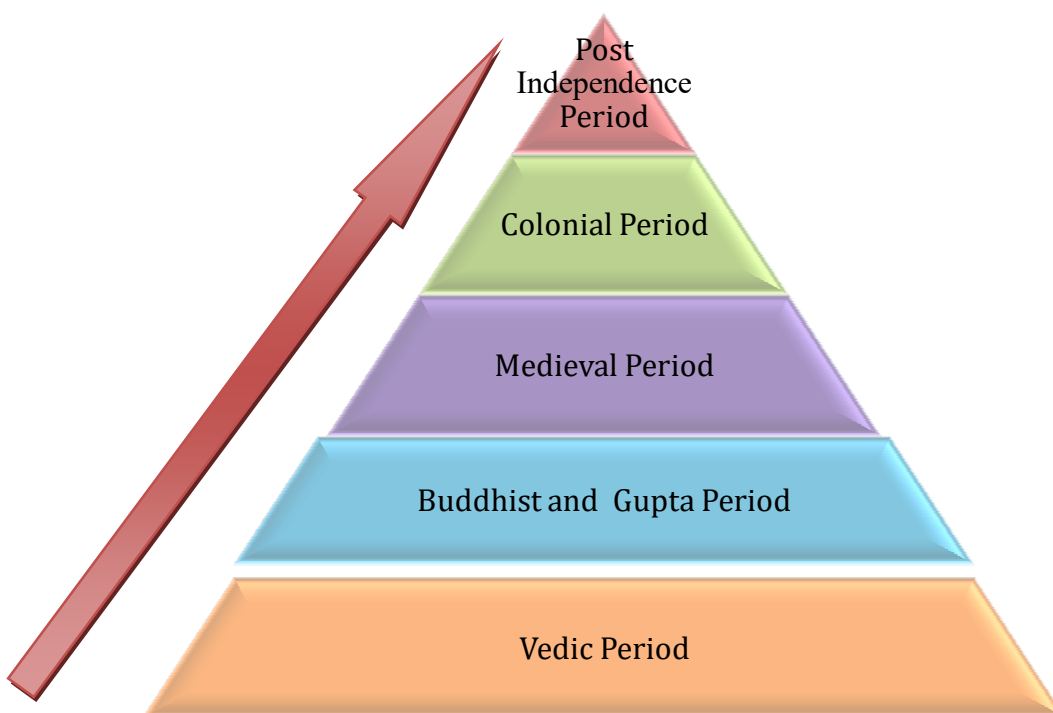 Post
Independence
Period
Colonial Period
Medieval Period
Buddhist and Gupta Period
Vedic Period